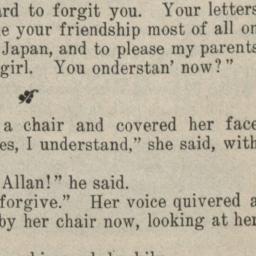 ard to forgit you. Your letters
e your friendship most of all on
Japan, and to please my parents
girl. You onderstan' now?"
a chair and covered her face
es, I understand," she said, with
Allan!" he said.
forgive." Her voice quivered a
by her chair now, looking at her